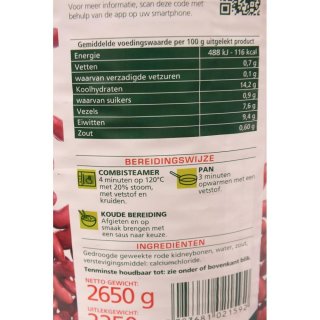 Voor meer informatie, scan deze code met
behulp van de app op uw smartphone.
Gemiddelde voedingswaarde per 100 g uitgelekt product
Energie 488 kJ - 116 kcal
Vetten 0,7 g
waarvan verzadigde vetzuren 0,1 g
Koolhydraten 14,2 g
waarvan suikers 0,9 g
Vezels 7,6 g
Eiwitten 9,4 g
Zout 0,60 g
BEREIDINGSWIJZE
COMBISTEAMER
4 minuten op 120°C
met 20% stoom,
met vetstof en
kruiden.
PAN
3 minuten
opwarmen met een
vetstof.
KOUDE BEREIDING
Afgieten en op
smaak brengen met
een saus naar keuze.
INGREDIËNTEN
Gedroogde geweekte rode kidneybonen, water, zout,
verstevigingsmiddel: calciumchloride.
Tenminste houdbaar tot: zie onder of bovenkant blik.
NETTO GEWICHT:
2650 g
UITLEKGEWICHT: